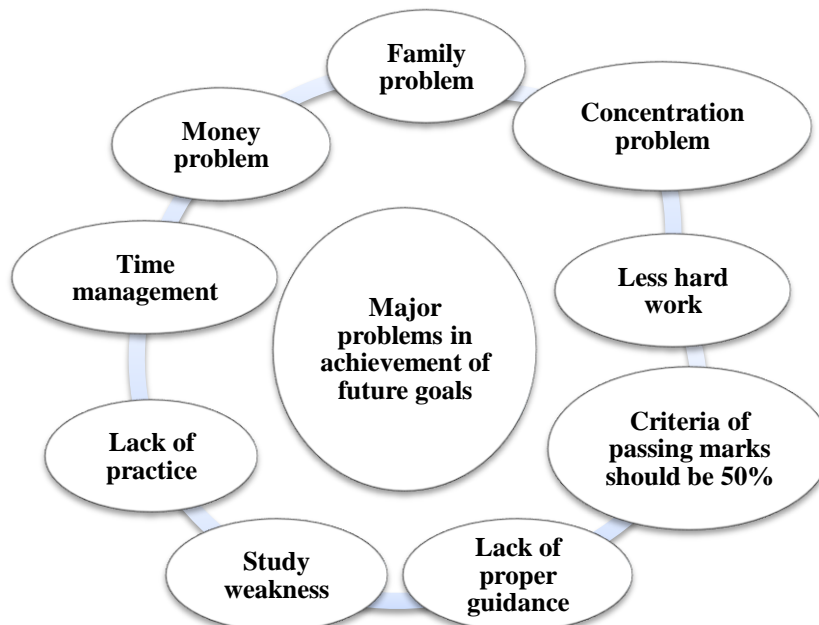 Family
problem
Concentration
problem
Less hard
work
Criteria of
passing marks
should be 50%
Lack of
proper
guidance
Study
weakness
Lack of
practice
Time
management
Money
problem
Major
problems in
achievement of
future goals